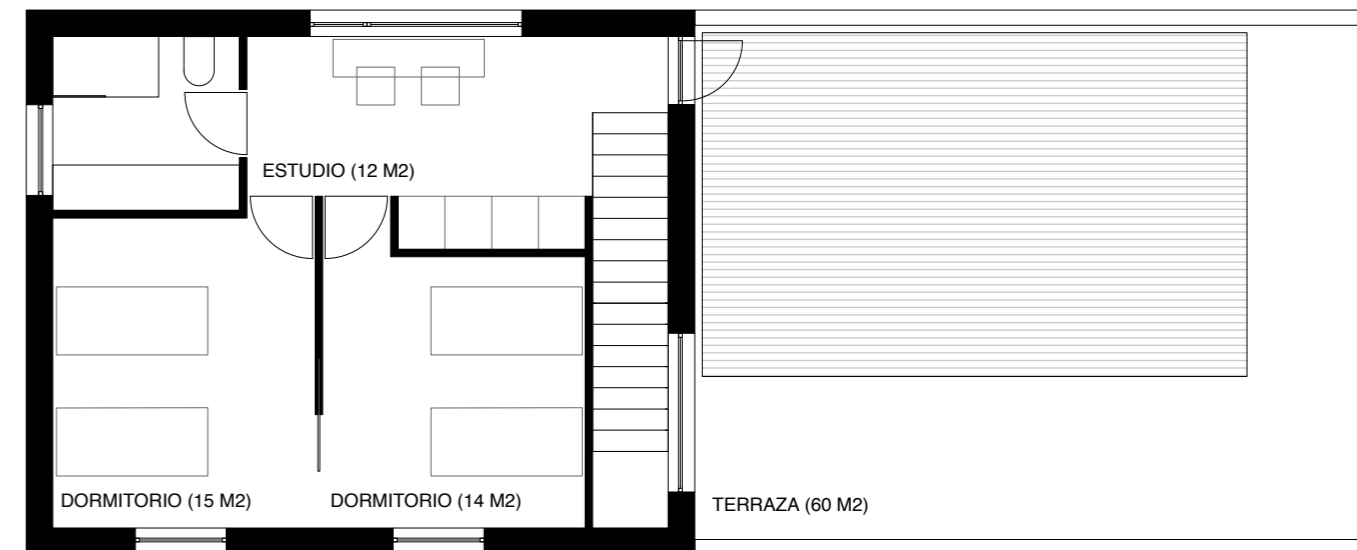 ESTUDIO (12 M2)
DORMITORIO (15 M2)
DORMITORIO (14 M2)
TERRAZA (60 M2)